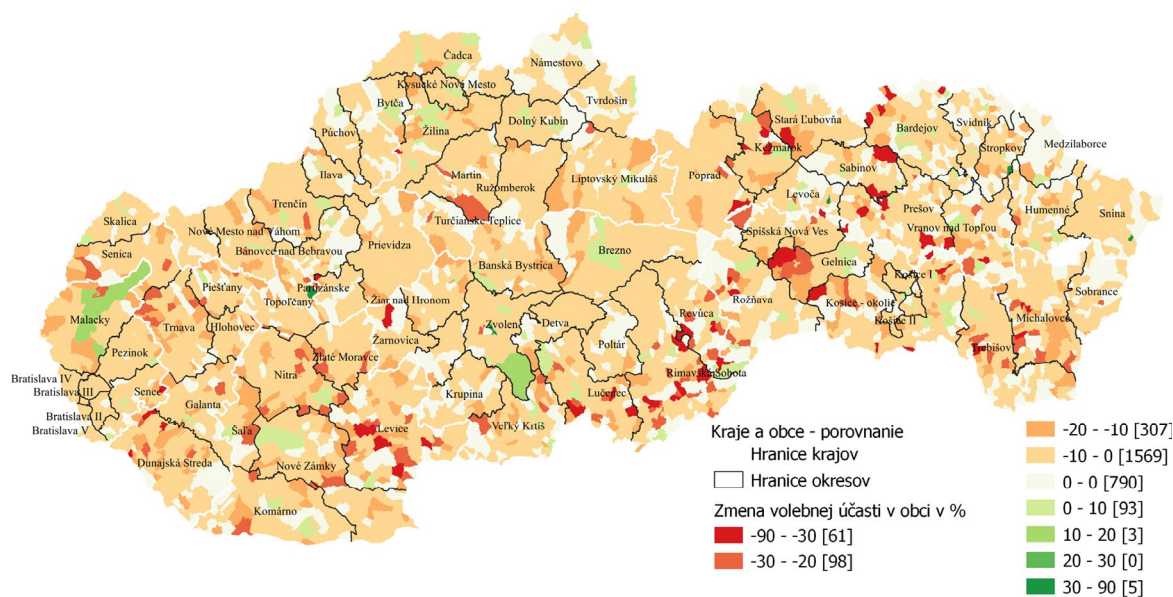 Čadca
Námestovo
Kysucké Nové Mesto
Tvrdošín
Bytča
Dolný Kubín
Stará Ľubovňa
Svidník
Púchov
Žilina
Bardejov
Kežmarok
Stropkov
Medzilaborce
Ilava
Martin
Ružomberok
Liptovský Mikuláš
Poprad
Sabinov
Levoča
Trenčín
Turčianske Teplice
Prešov
Humenné
Snina
Skalica
Nové Mesto nad Váhom
Vranov nad Topľou
Senica
Bánovce nad Bebravou
Prievidza
Brezno
Spišská Nová Ves
Banská Bystrica
Gelnica
Piešťany
Partizánske
Košice I
Topoľčany
Žiar nad Hronom
Rožňava
Košice - okolie
Sobrance
Malacky
Trnava
Hlohovec
Zvolen
Detva
Revúca
Michalovce
Košice II
Pezinok
Zlaté Moravce
Žarnovica
Poltár
Trebišov
Bratislava IV
Nitra
Rimavská Sobota
Bratislava III
Senec
Krupina
Lučenec
Galanta
Bratislava II
Šaľa
Levice
Veľký Krtíš
Bratislava V
Dunajská Streda
Nové Zámky
Komárno
Kraje a obce - porovnanie
Hranice krajov
Hranice okresov
Zmena volebnej účasti v obci v %
-90 - -30 [61]
-30 - -20 [98]
-20 - -10 [307]
-10 - 0 [1569]
0 - 0 [790]
0 - 10 [93]
10 - 20 [3]
20 - 30 [0]
30 - 90 [5]